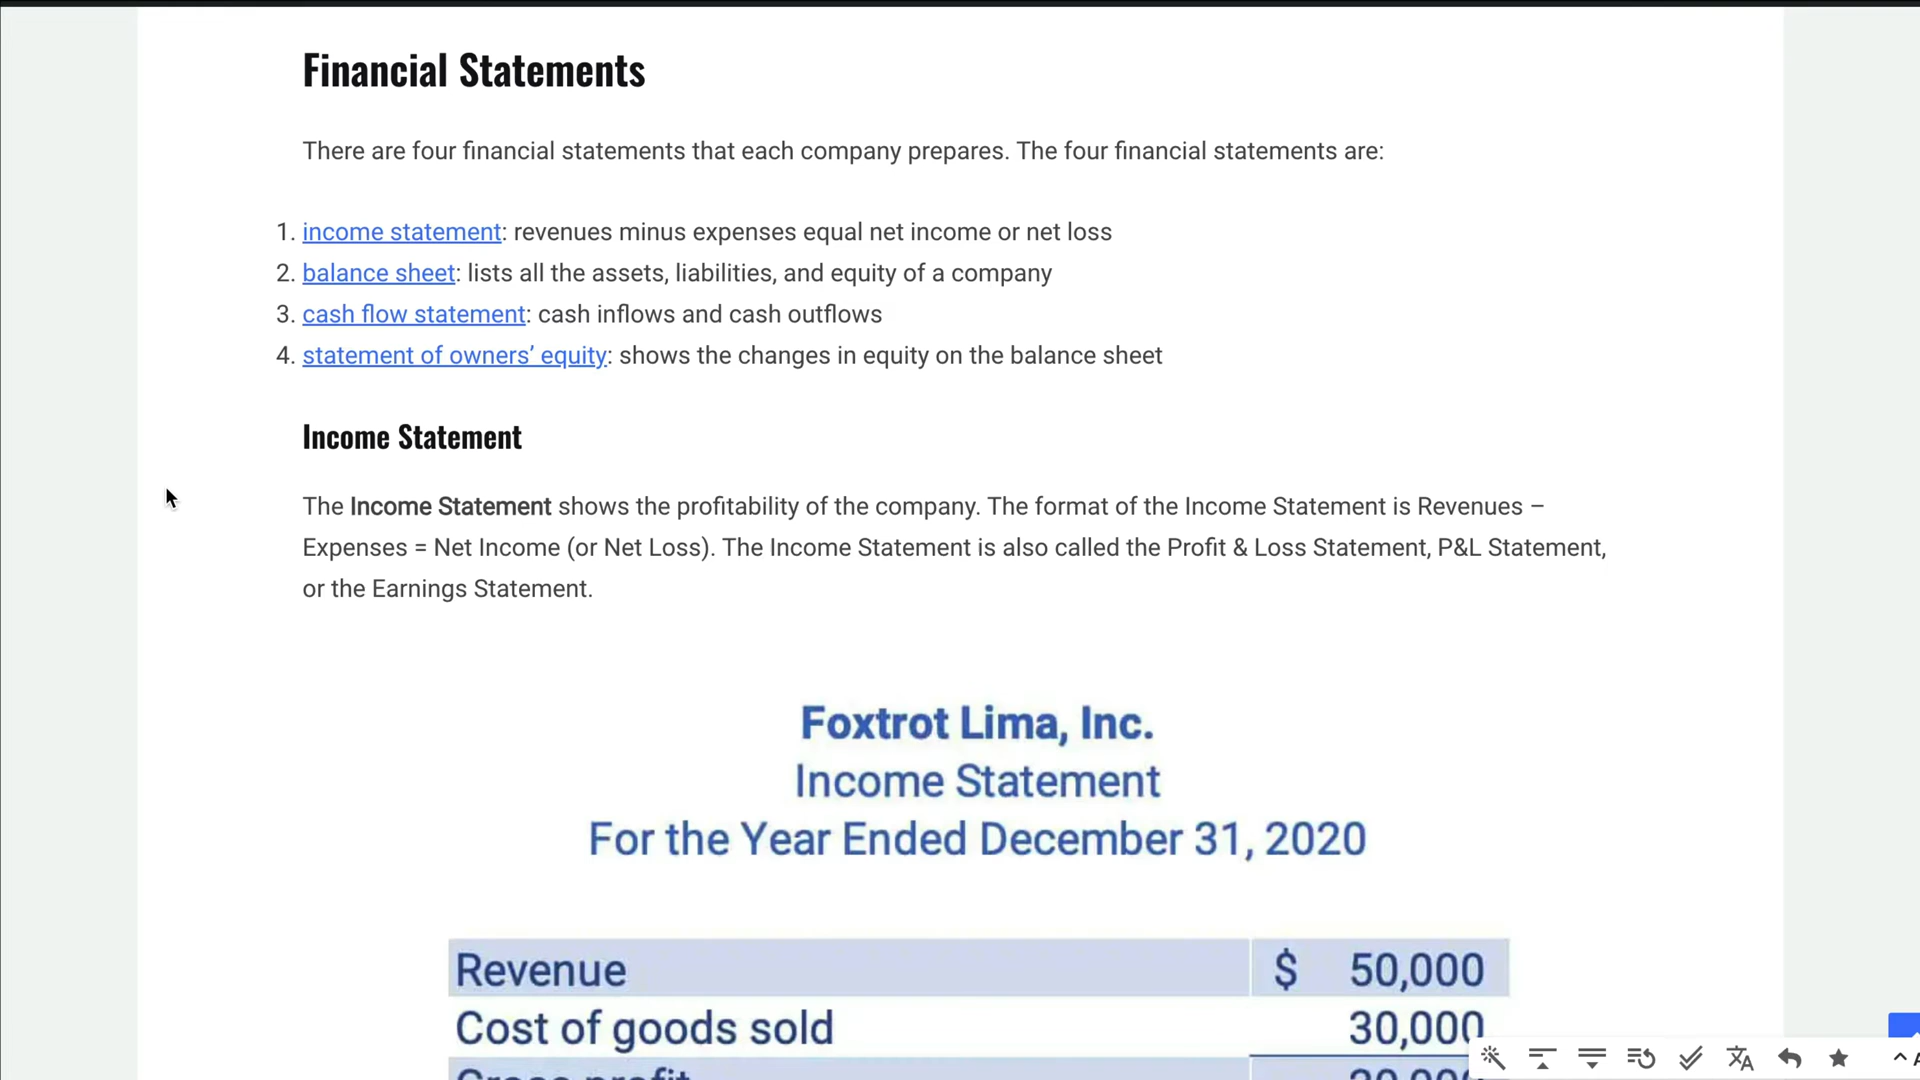 Financial Statements
There are four financial statements that each company prepares. The four financial statements are:
1. income statement: revenues minus expenses equal net income or net loss
2. balance sheet: lists all the assets, liabilities, and equity of a company
3. cash flow statement: cash inflows and cash outflows
4. statement of owners’ equity: shows the changes in equity on the balance sheet
Income Statement
The Income Statement shows the profitability of the company. The format of the Income Statement is Revenues –
Expenses = Net Income (or Net Loss). The Income Statement is also called the Profit & Loss Statement, P&L Statement,
or the Earnings Statement.
Foxtrot Lima, Inc.
Income Statement
For the Year Ended December 31, 2020
Revenue $ 50,000
Cost of goods sold 30,000
Gross profit